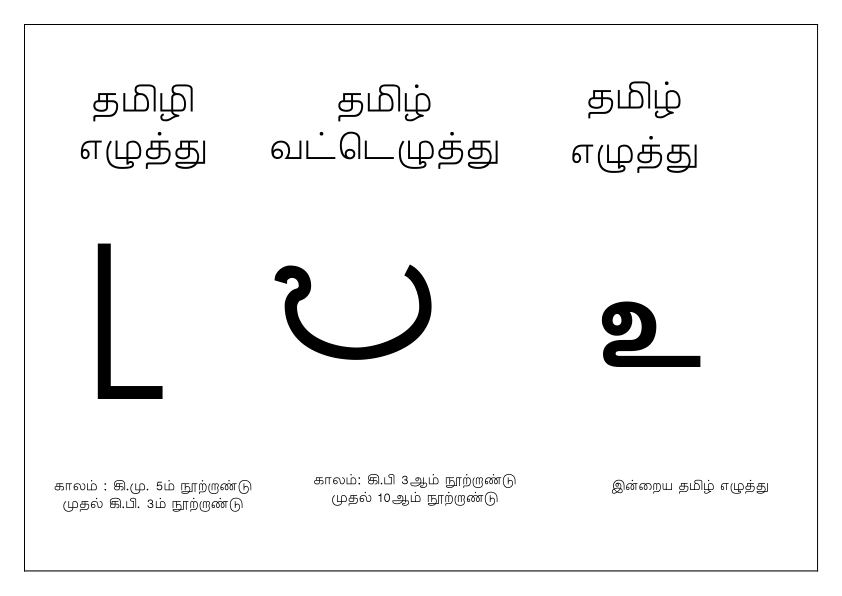 தமிழி
எழுத்து
தமிழ்
வட்டெழுத்து
தமிழ்
எழுத்து
உ
காலம் : கி.மு. 5ம் நூற்றாண்டு
முதல் கி.பி. 3ம் நூற்றாண்டு
காலம்: கி.பி 3ஆம் நூற்றாண்டு
முதல் 10ஆம் நூற்றாண்டு
இன்றைய தமிழ் எழுத்து